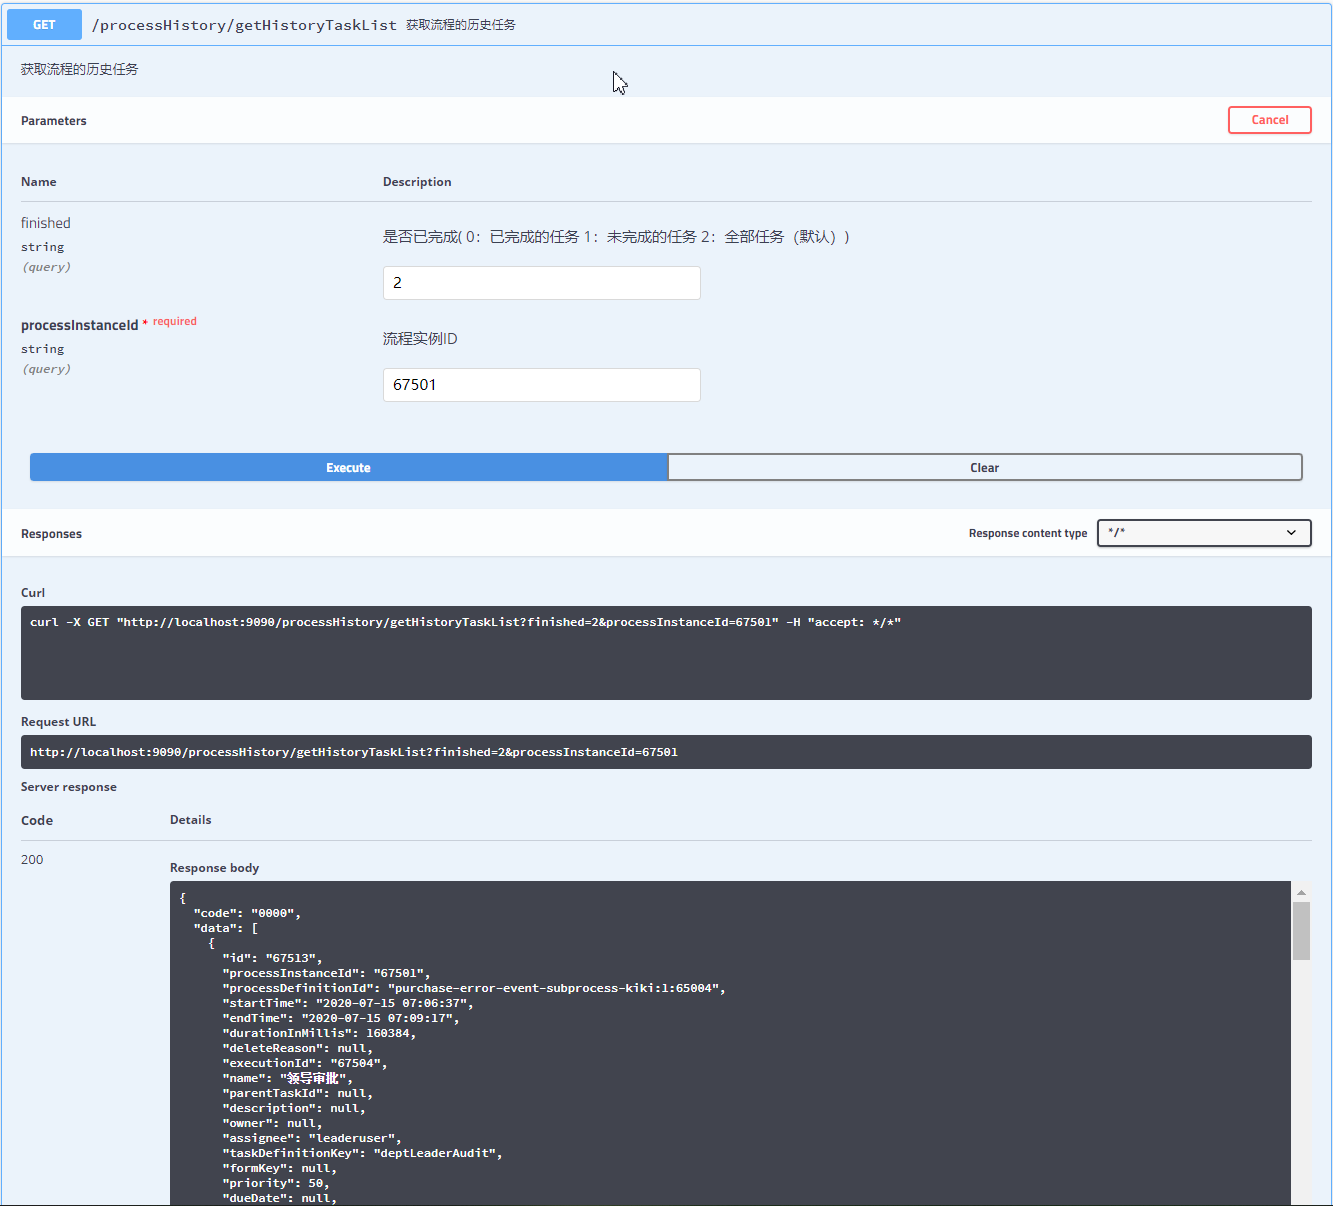 GET /processHistory/getHistoryTaskList 获取流程的历史任务
获取流程的历史任务
Parameters
Cancel
Name Description
finished
string
(query)
是否已完成( 0：已完成的任务 1：未完成的任务 2：全部任务（默认）)
2
processInstanceId * required
string
(query)
流程实例ID
67501
Execute
Clear
Responses
Response content type */*
Curl
curl -X GET "http://localhost:9090/processHistory/getHistoryTaskList?finished=2&processInstanceId=67501" -H "accept: */*"
Request URL
http://localhost:9090/processHistory/getHistoryTaskList?finished=2&processInstanceId=67501
Server response
Code Details
200
Response body
{
"code": "0000",
"data": [
{
"id": "67513",
"processInstanceId": "67501",
"processDefinitionId": "purchase-error-event-subprocess-kiki:1:65004",
"startTime": "2020-07-15 07:06:37",
"endTime": "2020-07-15 07:09:17",
"durationInMillis": 160384,
"deleteReason": null,
"executionId": "67504",
"name": "领导审批",
"parentTaskId": null,
"description": null,
"owner": null,
"assignee": "leaderuser",
"taskDefinitionKey": "deptLeaderAudit",
"formKey": null,
"priority": 50,
"dueDate": null,